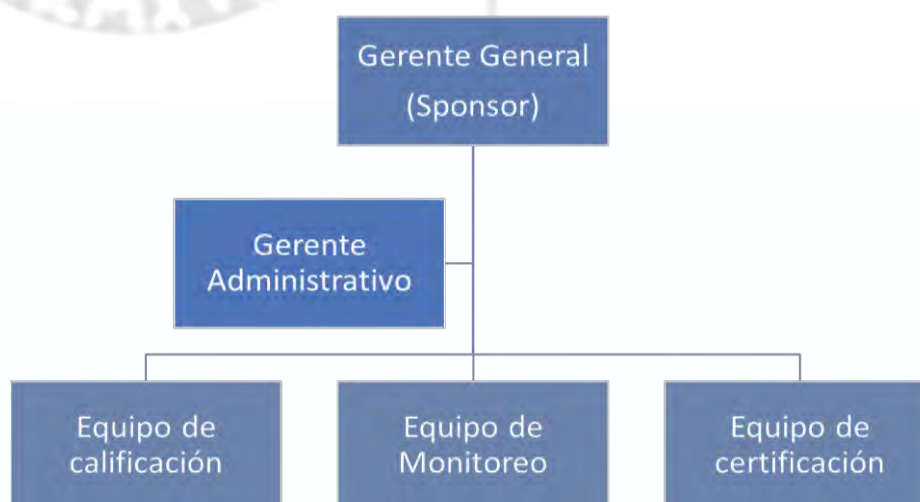 Gerente General
(Sponsor)
Gerente
Administrativo
Equipo de
calificación
Equipo de
Monitoreo
Equipo de
certificación